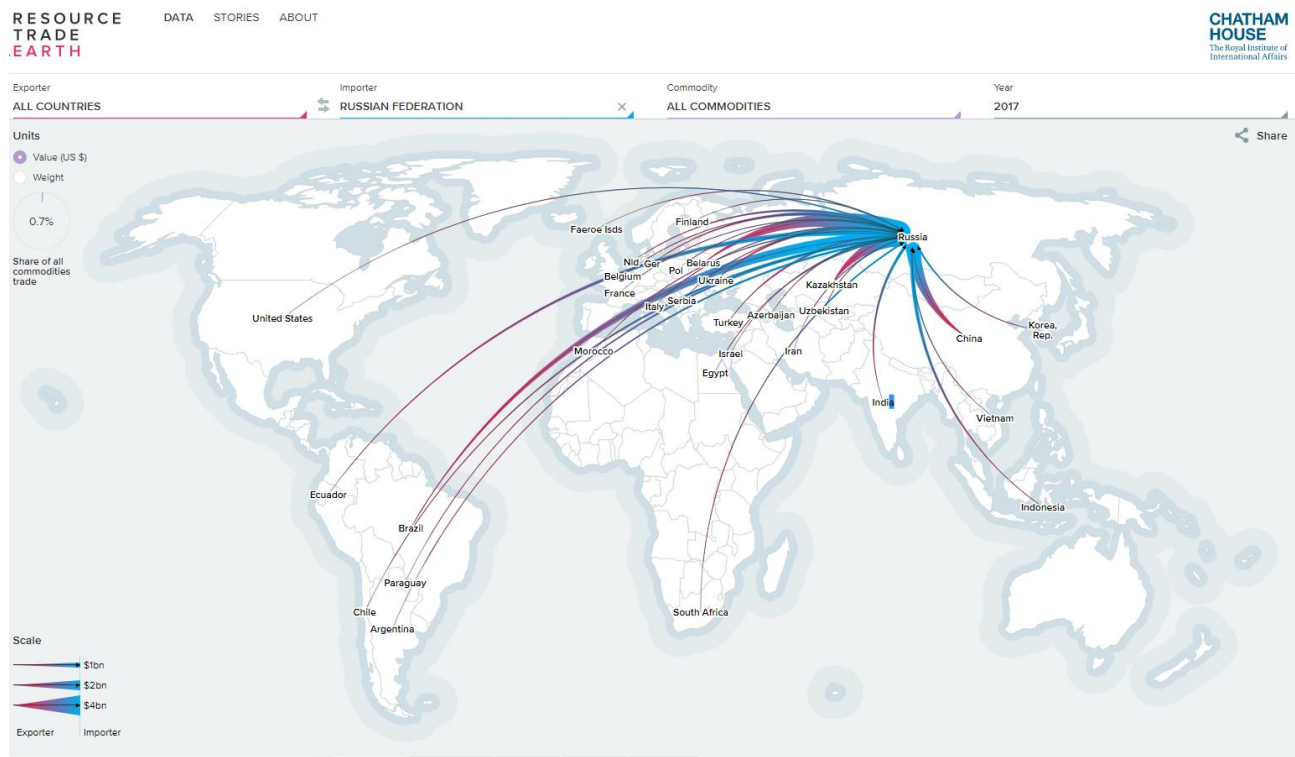 RESOURCE
TRADE
.EARTH
DATA STORIES ABOUT
CHATHAM
HOUSE
The Royal Institute of
International Affairs
Exporter Importer Commodity Year
ALL COUNTRIES RUSSIAN FEDERATION × ALL COMMODITIES 2017
Units
Share
Value (US $)
Weight
0.7%
Share of all
commodities
trade
Faeroe Isds
Finland
Russia
Nld Ger
Belarus
Pol
Belgium
Ukraine
Kazakhstan
France
Serbia
Italy
Azerbaijan
Uzbekistan
United States
Turkey
Korea,
Rep.
China
Morocco
Israel
Iran
Egypt
India
Vietnam
Ecuador
Indonesia
Brazil
Paraguay
Chile
South Africa
Argentina
Scale
$1bn
$2bn
$4bn
Exporter Importer